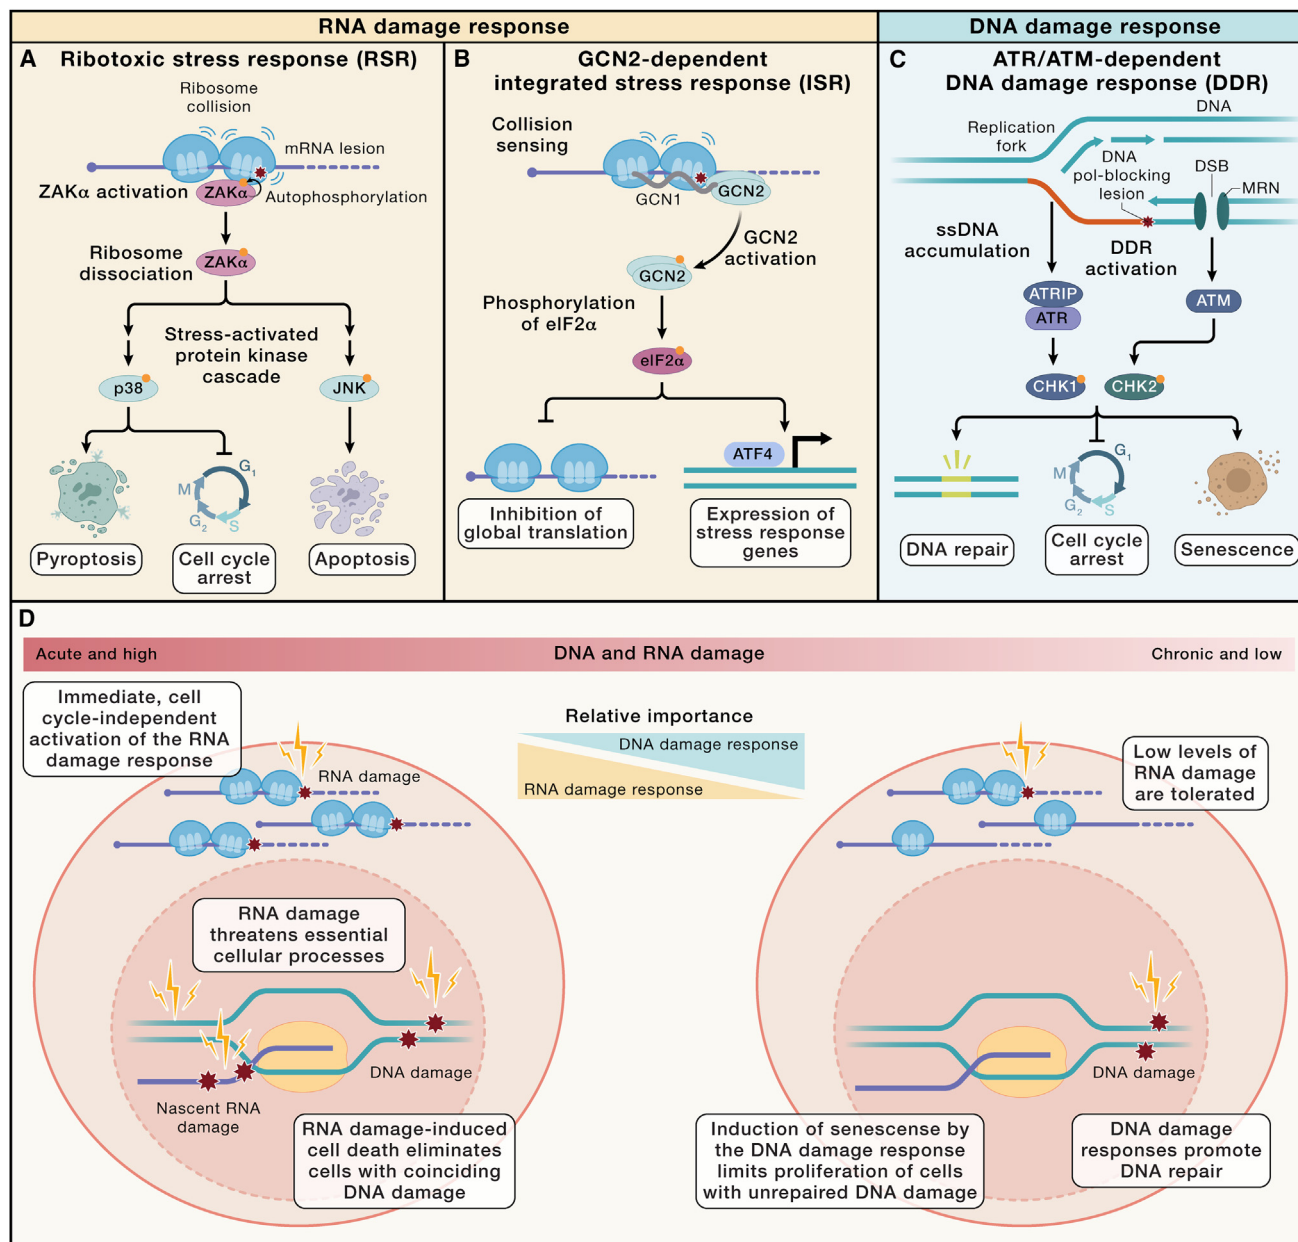 RNA damage response
DNA damage response
A Ribotoxic stress response (RSR)
Ribosome
collision
mRNA lesion
ZAKα activation
ZAKα
Autophosphorylation
Ribosome
dissociation
ZAKα
Stress-activated
protein kinase
cascade
p38
JNK
G1
M
G2
S
Pyroptosis
Cell cycle
arrest
Apoptosis
B GCN2-dependent
integrated stress response (ISR)
Collision
sensing
GCN1
GCN2
GCN2
activation
GCN2
Phosphorylation
of eIF2α
eIF2α
ATF4
Inhibition of
global translation
Expression of
stress response
genes
C ATR/ATM-dependent
DNA damage response (DDR)
DNA
Replication
fork
DNA
pol-blocking
lesion
DSB
MRN
ssDNA
accumulation
DDR
activation
ATRIP
ATR
ATM
CHK1
CHK2
G1
M
G2
S
DNA repair
Cell cycle
arrest
Senescence
D
Acute and high
DNA and RNA damage
Chronic and low
Immediate, cell
cycle-independent
activation of the RNA
damage response
RNA damage
Relative importance
DNA damage response
RNA damage response
Low levels of
RNA damage
are tolerated
RNA damage
threatens essential
cellular processes
DNA damage
Nascent RNA
damage
RNA damage-induced
cell death eliminates
cells with coinciding
DNA damage
DNA damage
Induction of senescense by
the DNA damage response
limits proliferation of cells
with unrepaired DNA damage
DNA damage
responses promote
DNA repair